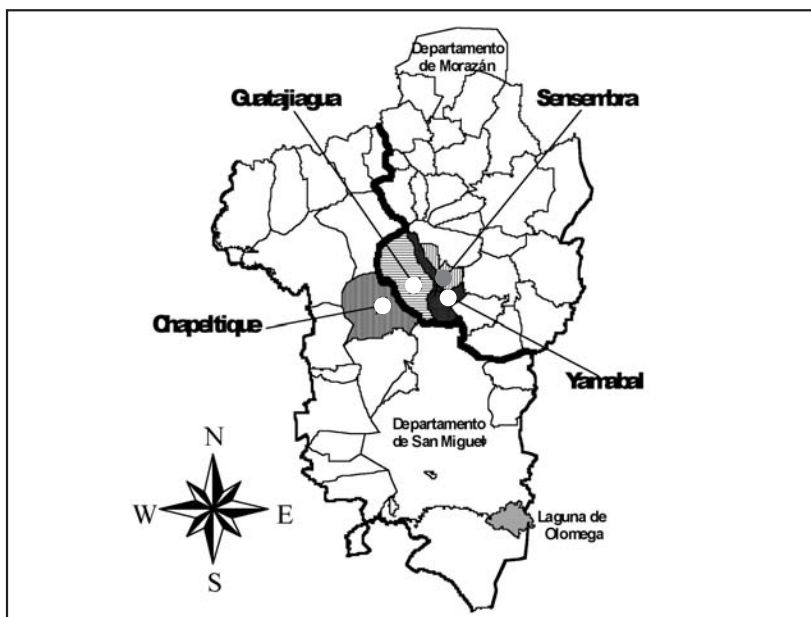 Departamento
de Morazán
Guatajiagua
Sensembra
Chapeltique
Yamabal
Departamento
de San Miguel
N
W
E
S
Laguna de
Olomega